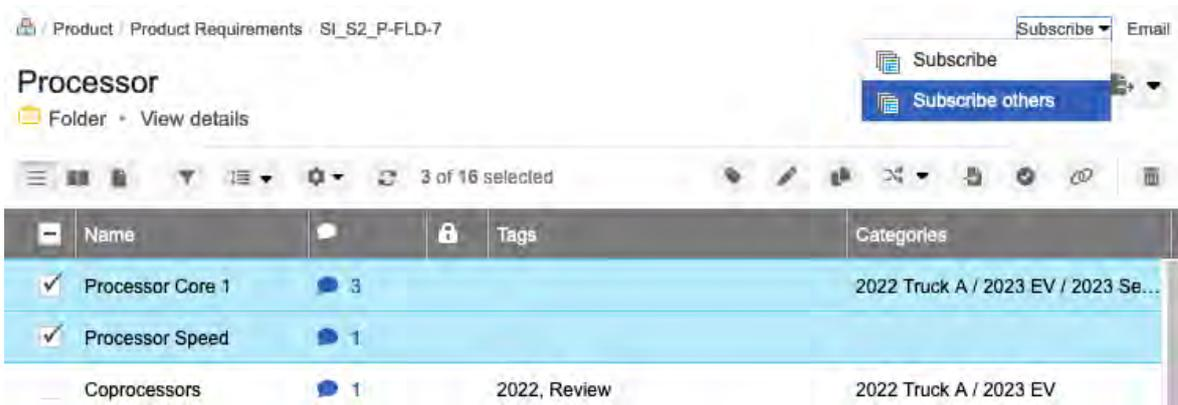 Product / Product Requirements SI_S2_P-FLD-7
Subscribe Email
Subscribe
Subscribe others
Processor
Folder • View details
3 of 16 selected
Name Tags Categories
Processor Core 1 3 2022 Truck A / 2023 EV / 2023 Se...
Processor Speed 1
Coprocessors 1 2022, Review 2022 Truck A / 2023 EV